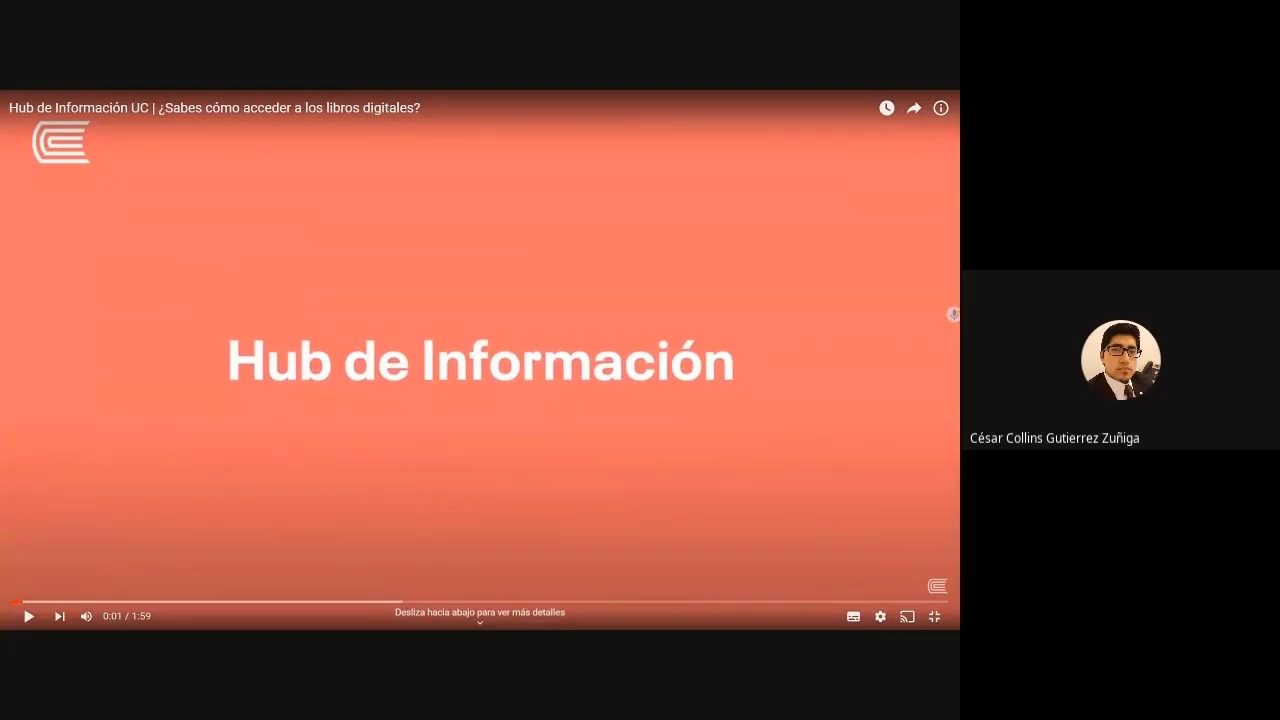 Hub de Información UC | ¿Sabes cómo acceder a los libros digitales?
Hub de Información
César Collins Gutierrez Zuñiga
Desliza hacia abajo para ver más detalles
0:01 / 1:59